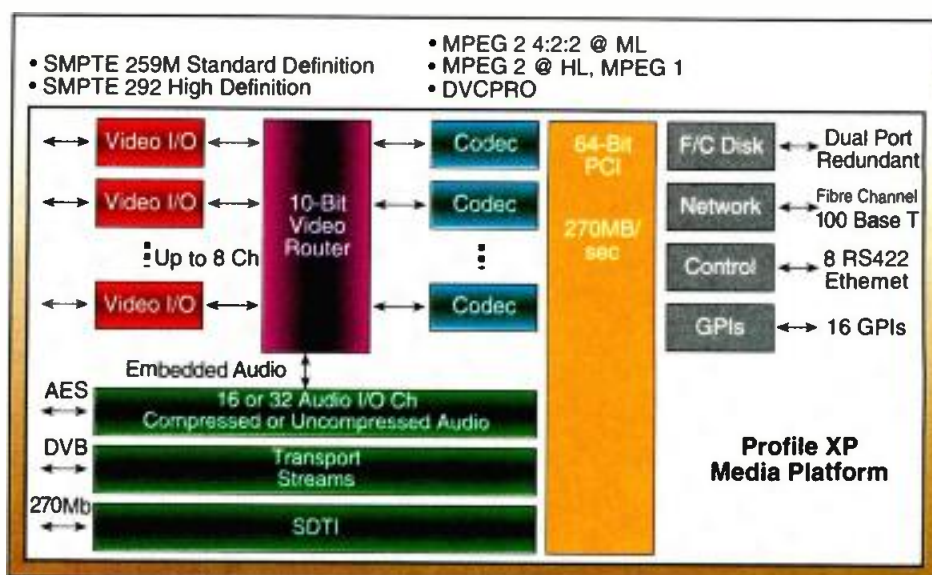 • SMPTE 259M Standard Definition
• SMPTE 292 High Definition
• MPEG 2 4:2:2 @ ML
• MPEG 2 @ HL, MPEG 1
• DVCPRO
Video I/O
Video I/O
Up to 8 Ch
Video I/O
10-Bit
Video
Router
Codec
Codec
Codec
64-Bit
PCI
270MB/
sec
F/C Disk
Dual Port
Redundant
Network
Fibre Channel
100 Base T
Control
8 RS422
Ethernet
GPIs
16 GPIs
Embedded Audio
AES
16 or 32 Audio I/O Ch
Compressed or Uncompressed Audio
DVB
Transport
Streams
270Mb
SDTI
Profile XP
Media Platform